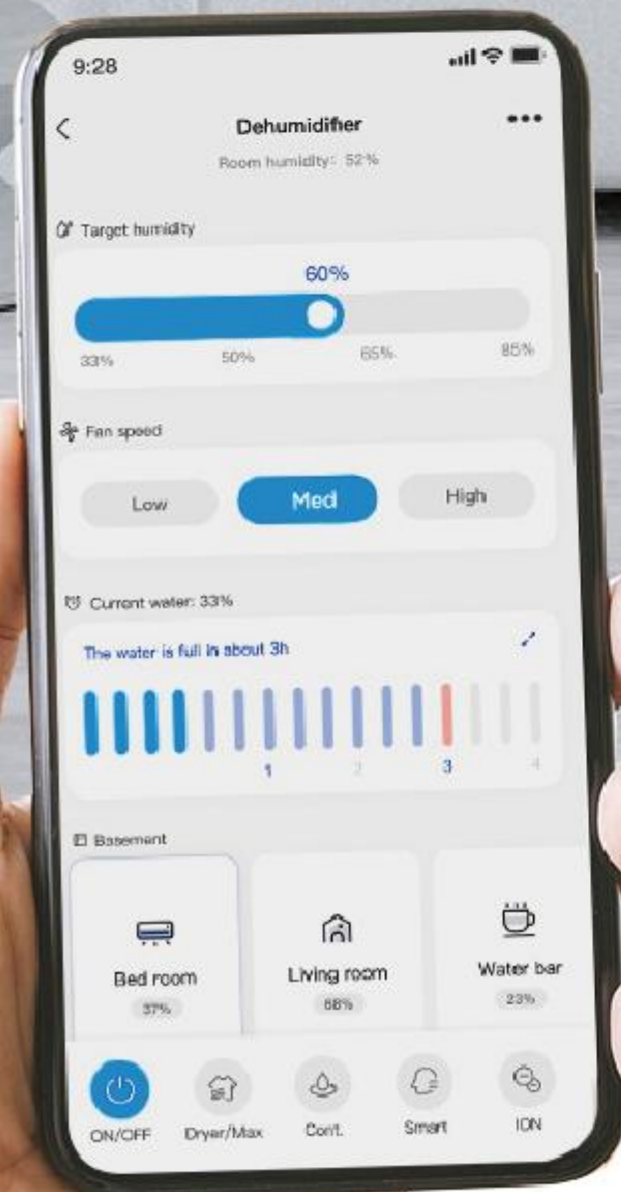 9:28
Dehumidifier
Room humidity: 52%
Target humidity
60%
33% 50% 65% 85%
Fan speed
Low Med High
Current water: 33%
The water is full in about 3h
1 2 3 4
Basement
Bed room Living room Water bar
37% 68% 23%
ON/OFF Dryer/Max Con't. Smart ION